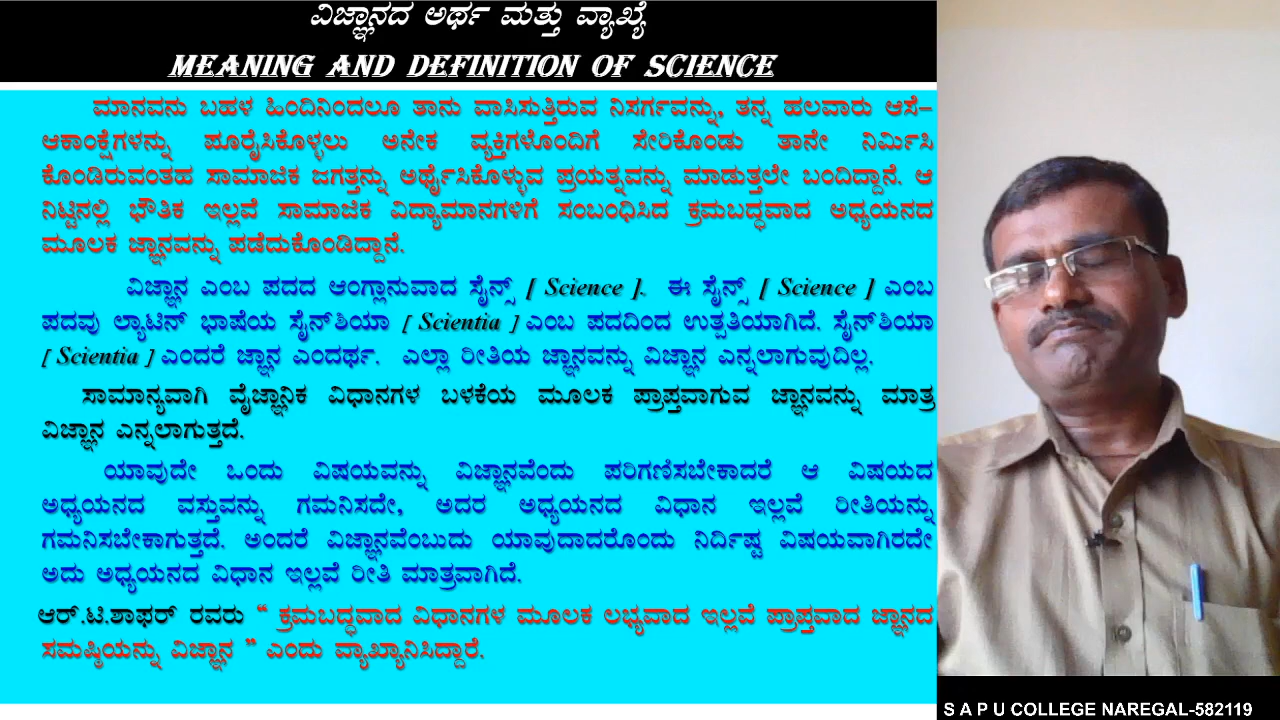 ವಿಜ್ಞಾನದ ಅರ್ಥ ಮತ್ತು ವ್ಯಾಖ್ಯೆ
MEANING AND DEFINITION OF SCIENCE
ಮಾನವನು ಬಹಳ ಹಿಂದಿನಿಂದಲೂ ತಾನು ವಾಸಿಸುತ್ತಿರುವ ನಿಸರ್ಗವನ್ನು, ತನ್ನ ಹಲವಾರು ಆಸೆ–
ಆಕಾಂಕ್ಷೆಗಳನ್ನು ಪೂರೈಸಿಕೊಳ್ಳಲು ಅನೇಕ ವ್ಯಕ್ತಿಗಳೊಂದಿಗೆ ಸೇರಿಕೊಂಡು ತಾನೇ ನಿರ್ಮಿಸಿ
ಕೊಂಡಿರುವಂತಹ ಸಾಮಾಜಿಕ ಜಗತ್ತನ್ನು ಅರ್ಥೈಸಿಕೊಳ್ಳುವ ಪ್ರಯತ್ನವನ್ನು ಮಾಡುತ್ತಲೇ ಬಂದಿದ್ದಾನೆ. ಆ
ನಿಟ್ಟಿನಲ್ಲಿ ಭೌತಿಕ ಇಲ್ಲವೆ ಸಾಮಾಜಿಕ ವಿದ್ಯಾಮಾನಗಳಿಗೆ ಸಂಬಂಧಿಸಿದ ಕ್ರಮಬದ್ಧವಾದ ಅಧ್ಯಯನದ
ಮೂಲಕ ಜ್ಞಾನವನ್ನು ಪಡೆದುಕೊಂಡಿದ್ದಾನೆ.
ವಿಜ್ಞಾನ ಎಂಬ ಪದದ ಆಂಗ್ಲಾನುವಾದ ಸೈನ್ಸ್ [ Science ]. ಈ ಸೈನ್ಸ್ [ Science ] ಎಂಬ
ಪದವು ಲ್ಯಾಟಿನ್ ಭಾಷೆಯ ಸೈನ್‌ಶಿಯಾ [ Scientia ] ಎಂಬ ಪದದಿಂದ ಉತ್ಪತಿಯಾಗಿದೆ. ಸೈನ್‌ಶಿಯಾ
[ Scientia ] ಎಂದರೆ ಜ್ಞಾನ ಎಂದರ್ಥ. ಎಲ್ಲಾ ರೀತಿಯ ಜ್ಞಾನವನ್ನು ವಿಜ್ಞಾನ ಎನ್ನಲಾಗುವುದಿಲ್ಲ.
ಸಾಮಾನ್ಯವಾಗಿ ವೈಜ್ಞಾನಿಕ ವಿಧಾನಗಳ ಬಳಕೆಯ ಮೂಲಕ ಪ್ರಾಪ್ತವಾಗುವ ಜ್ಞಾನವನ್ನು ಮಾತ್ರ
ವಿಜ್ಞಾನ ಎನ್ನಲಾಗುತ್ತದೆ.
ಯಾವುದೇ ಒಂದು ವಿಷಯವನ್ನು ವಿಜ್ಞಾನವೆಂದು ಪರಿಗಣಿಸಬೇಕಾದರೆ ಆ ವಿಷಯದ
ಅಧ್ಯಯನದ ವಸ್ತುವನ್ನು ಗಮನಿಸದೇ, ಅದರ ಅಧ್ಯಯನದ ವಿಧಾನ ಇಲ್ಲವೆ ರೀತಿಯನ್ನು
ಗಮನಿಸಬೇಕಾಗುತ್ತದೆ. ಅಂದರೆ ವಿಜ್ಞಾನವೆಂಬುದು ಯಾವುದಾದರೊಂದು ನಿರ್ದಿಷ್ಟ ವಿಷಯವಾಗಿರದೇ
ಅದು ಅಧ್ಯಯನದ ವಿಧಾನ ಇಲ್ಲವೆ ರೀತಿ ಮಾತ್ರವಾಗಿದೆ.
ಆರ್.ಟಿ.ಶಾಫರ್ ರವರು “ ಕ್ರಮಬದ್ಧವಾದ ವಿಧಾನಗಳ ಮೂಲಕ ಲಭ್ಯವಾದ ಇಲ್ಲವೆ ಪ್ರಾಪ್ತವಾದ ಜ್ಞಾನದ
ಸಮಷ್ಠಿಯನ್ನು ವಿಜ್ಞಾನ ” ಎಂದು ವ್ಯಾಖ್ಯಾನಿಸಿದ್ದಾರೆ.
S A P U COLLEGE NAREGAL-582119